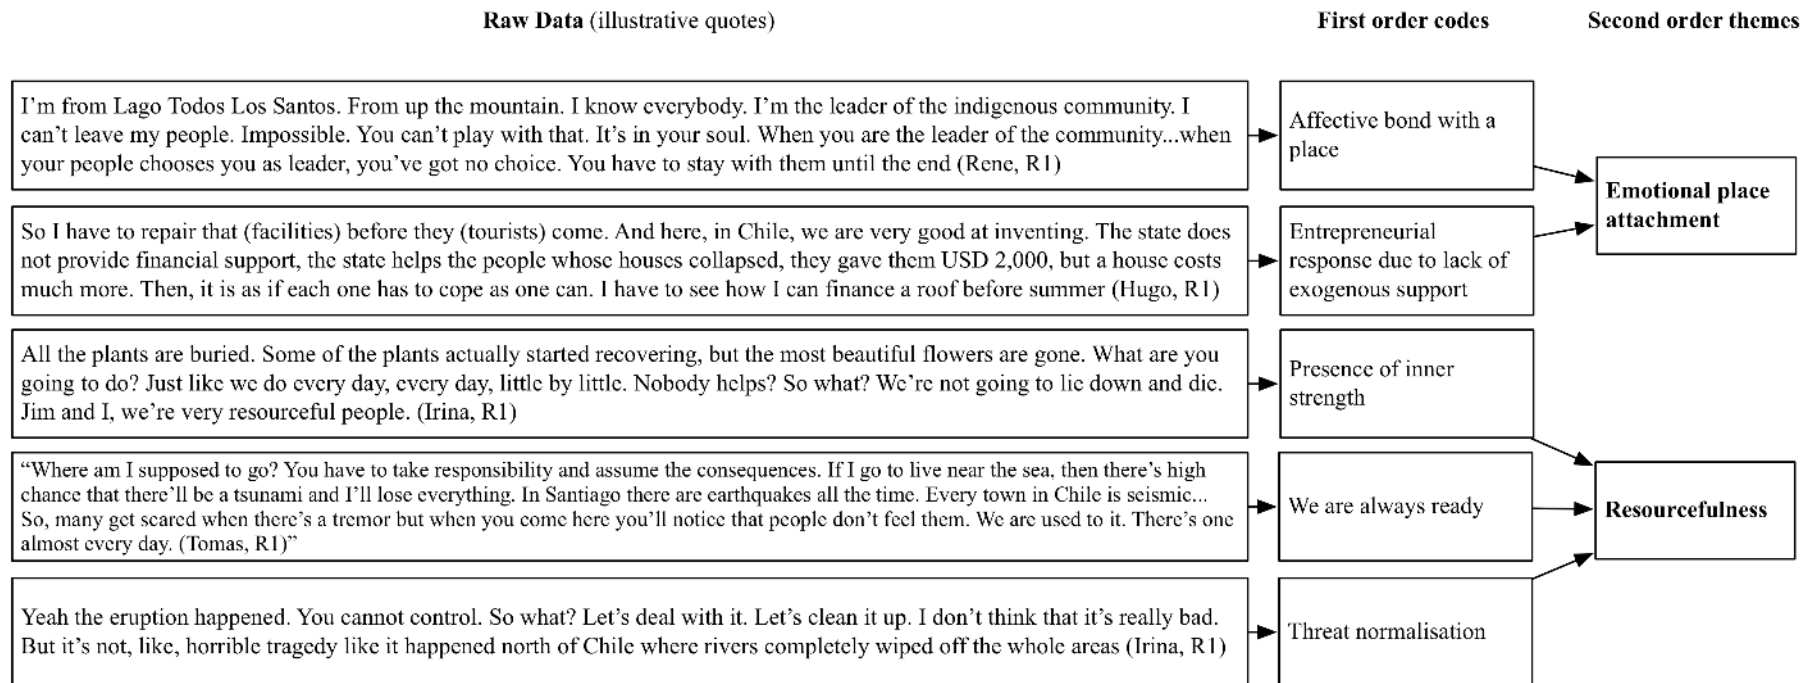 Raw Data (illustrative quotes)
First order codes
Second order themes
I'm from Lago Todos Los Santos. From up the mountain. I know everybody. I'm the leader of the indigenous community. I
can't leave my people. Impossible. You can't play with that. It's in your soul. When you are the leader of the community...when
your people chooses you as leader, you've got no choice. You have to stay with them until the end (Rene, R1)
Affective bond with a
place
Emotional place
attachment
So I have to repair that (facilities) before they (tourists) come. And here, in Chile, we are very good at inventing. The state does
not provide financial support, the state helps the people whose houses collapsed, they gave them USD 2,000, but a house costs
much more. Then, it is as if each one has to cope as one can. I have to see how I can finance a roof before summer (Hugo, R1)
Entrepreneurial
response due to lack of
exogenous support
All the plants are buried. Some of the plants actually started recovering, but the most beautiful flowers are gone. What are you
going to do? Just like we do every day, every day, little by little. Nobody helps? So what? We're not going to lie down and die.
Jim and I, we're very resourceful people. (Irina, R1)
Presence of inner
strength
"Where am I supposed to go? You have to take responsibility and assume the consequences. If I go to live near the sea, then there's high
chance that there'll be a tsunami and I'll lose everything. In Santiago there are earthquakes all the time. Every town in Chile is seismic...
So, many get scared when there's a tremor but when you come here you'll notice that people don't feel them. We are used to it. There's one
almost every day. (Tomas, R1)"
We are always ready
Resourcefulness
Yeah the eruption happened. You cannot control. So what? Let's deal with it. Let's clean it up. I don't think that it's really bad.
But it's not, like, horrible tragedy like it happened north of Chile where rivers completely wiped off the whole areas (Irina, R1)
Threat normalisation